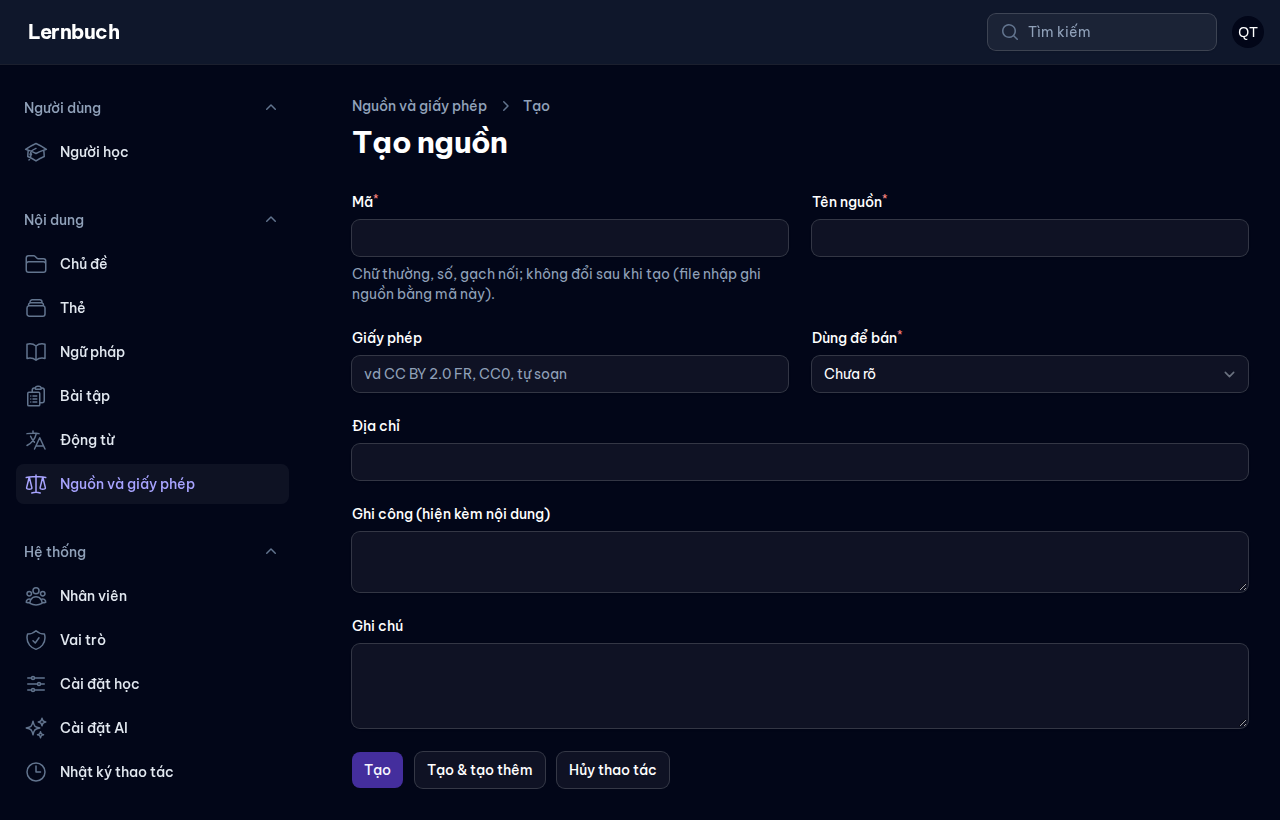 Lernbuch
Tìm kiếm
QT
Người dùng
Người học
Nội dung
Chủ đề
Thẻ
Ngữ pháp
Bài tập
Động từ
Nguồn và giấy phép
Hệ thống
Nhân viên
Vai trò
Cài đặt học
Cài đặt AI
Nhật ký thao tác
Nguồn và giấy phép > Tạo
Tạo nguồn
Mã*
Tên nguồn*
Chữ thường, số, gạch nối; không đổi sau khi tạo (file nhập ghi
nguồn bằng mã này).
Giấy phép
Dùng để bán*
vd CC BY 2.0 FR, CC0, tự soạn
Chưa rõ
Địa chỉ
Ghi công (hiện kèm nội dung)
Ghi chú
Tạo
Tạo & tạo thêm
Hủy thao tác